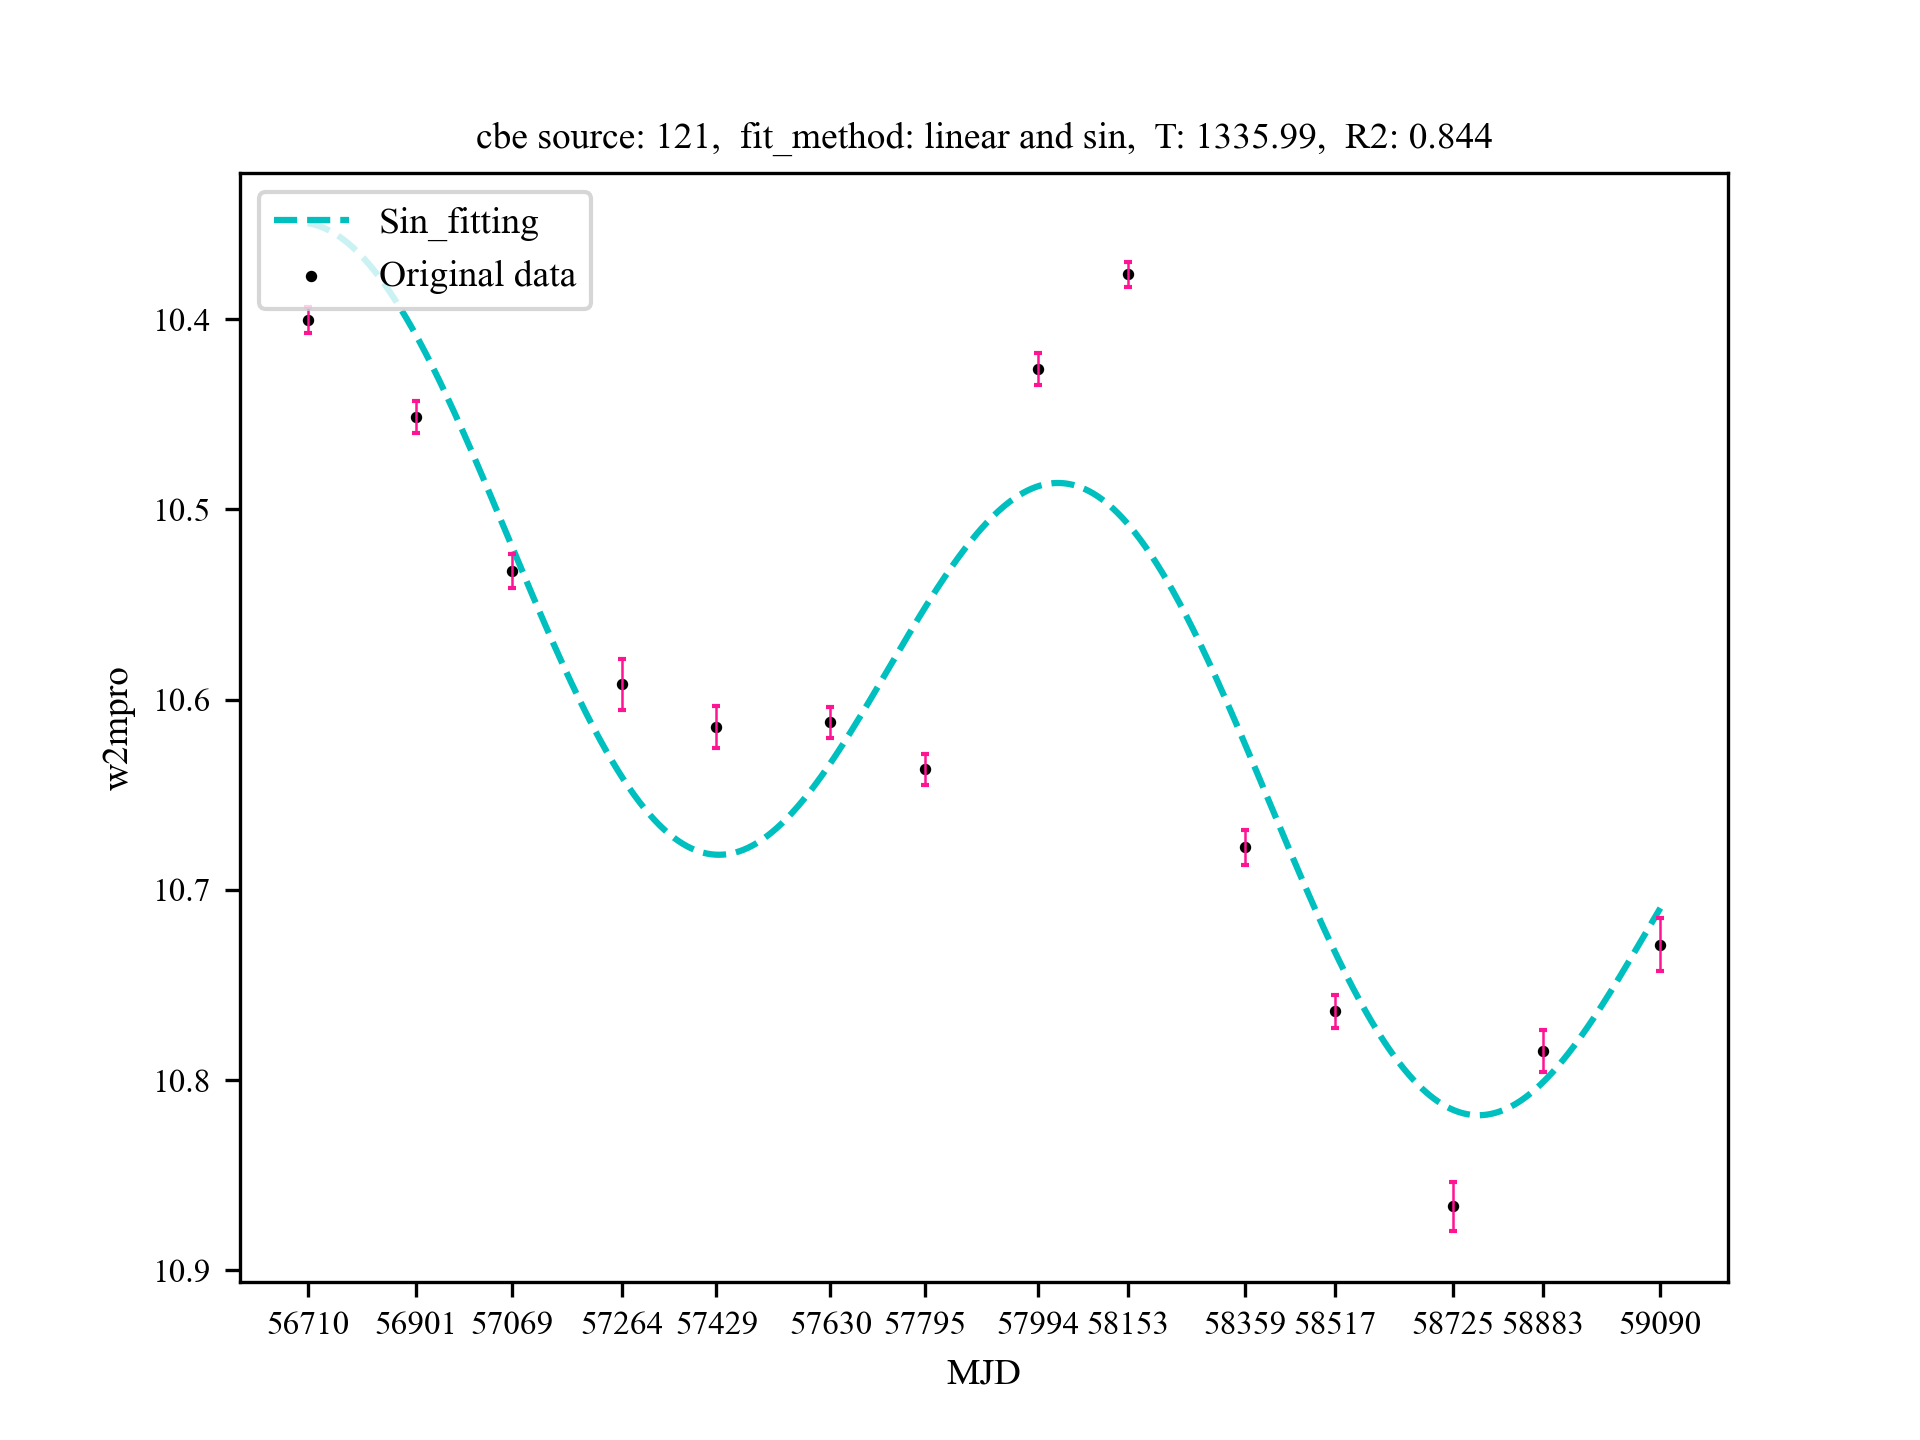 cbe source: 121,  fit_method: linear and sin,  T: 1335.99,  R2: 0.844
Sin_fitting
Original data
10.4
10.5
10.6
10.7
10.8
10.9
w2mpro
56710 56901 57069 57264 57429 57630 57795 57994 58153 58359 58517 58725 58883 59090
MJD